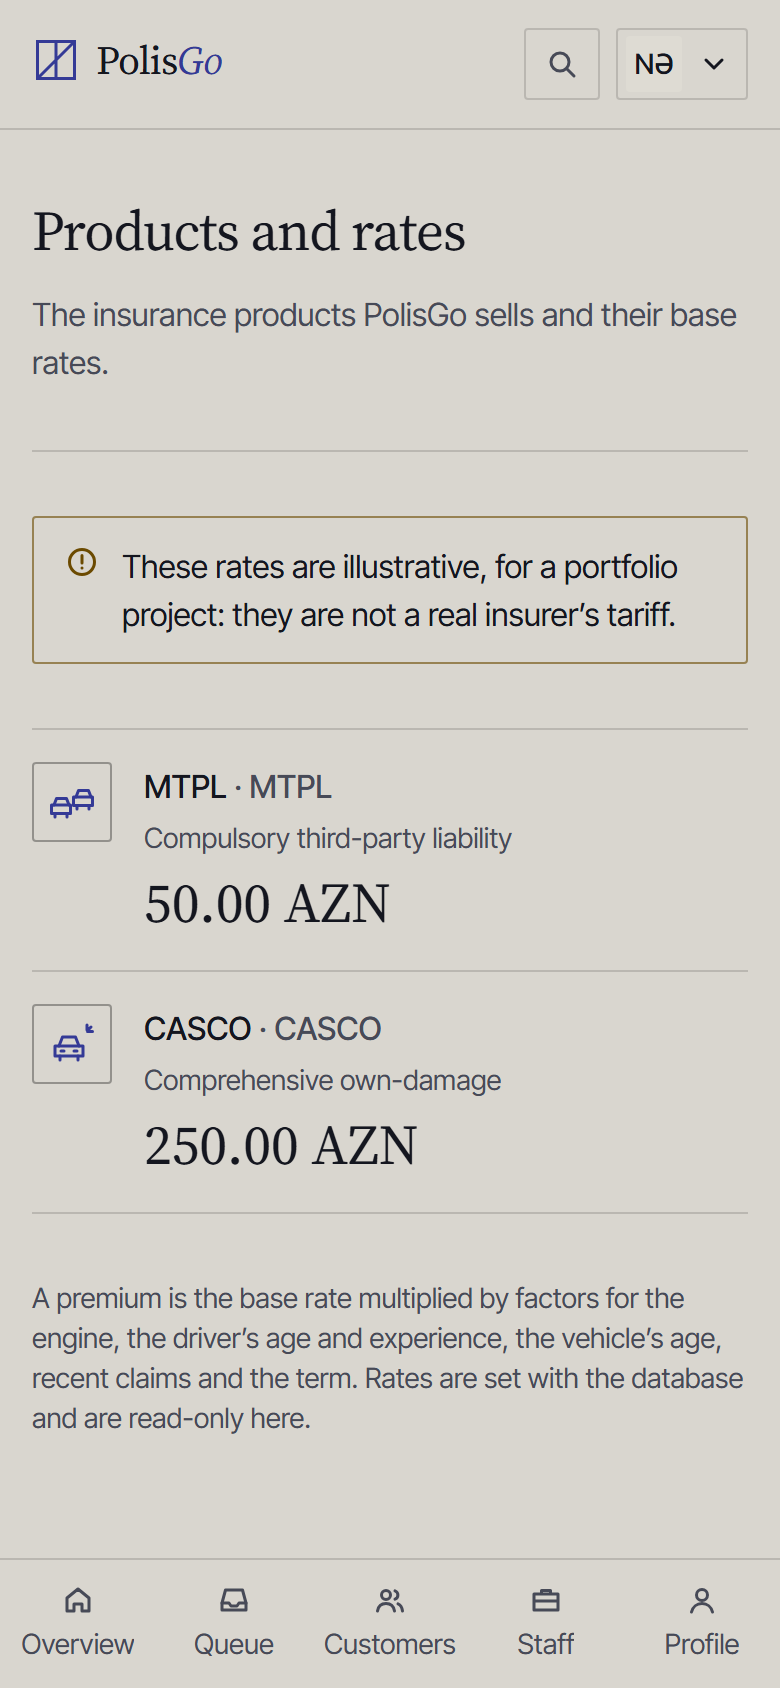 PolisGo
NƏ
Products and rates
The insurance products PolisGo sells and their base
rates.
These rates are illustrative, for a portfolio
project: they are not a real insurer’s tariff.
MTPL · MTPL
Compulsory third-party liability
50.00 AZN
CASCO · CASCO
Comprehensive own-damage
250.00 AZN
A premium is the base rate multiplied by factors for the
engine, the driver’s age and experience, the vehicle’s age,
recent claims and the term. Rates are set with the database
and are read-only here.
Overview Queue Customers Staff Profile